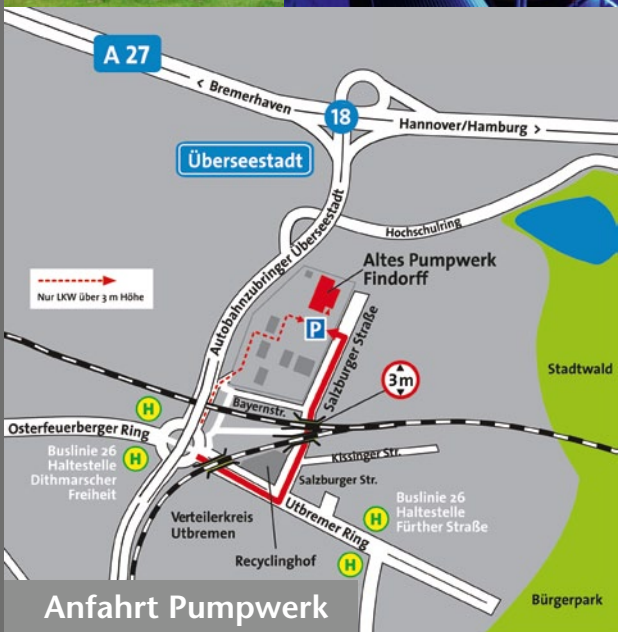 A 27
< Bremerhaven
18
Hannover/Hamburg >
Überseestadt
Autobahnzubringer Überseestadt
Hochschulring
Altes Pumpwerk
Findorff
Nur LKW über 3 m Höhe
P
Salzburger Straße
3m
Stadtwald
Bayernstr.
H
Osterfeuerberger Ring
H
Buslinie 26
Haltestelle
Dithmarscher
Freiheit
Kissinger Str.
Salzburger Str.
Verteilerkreis
Utbremen
Utbremer Ring
H
Buslinie 26
Haltestelle
Fürther Straße
Recyclinghof
H
Bürgerpark
Anfahrt Pumpwerk